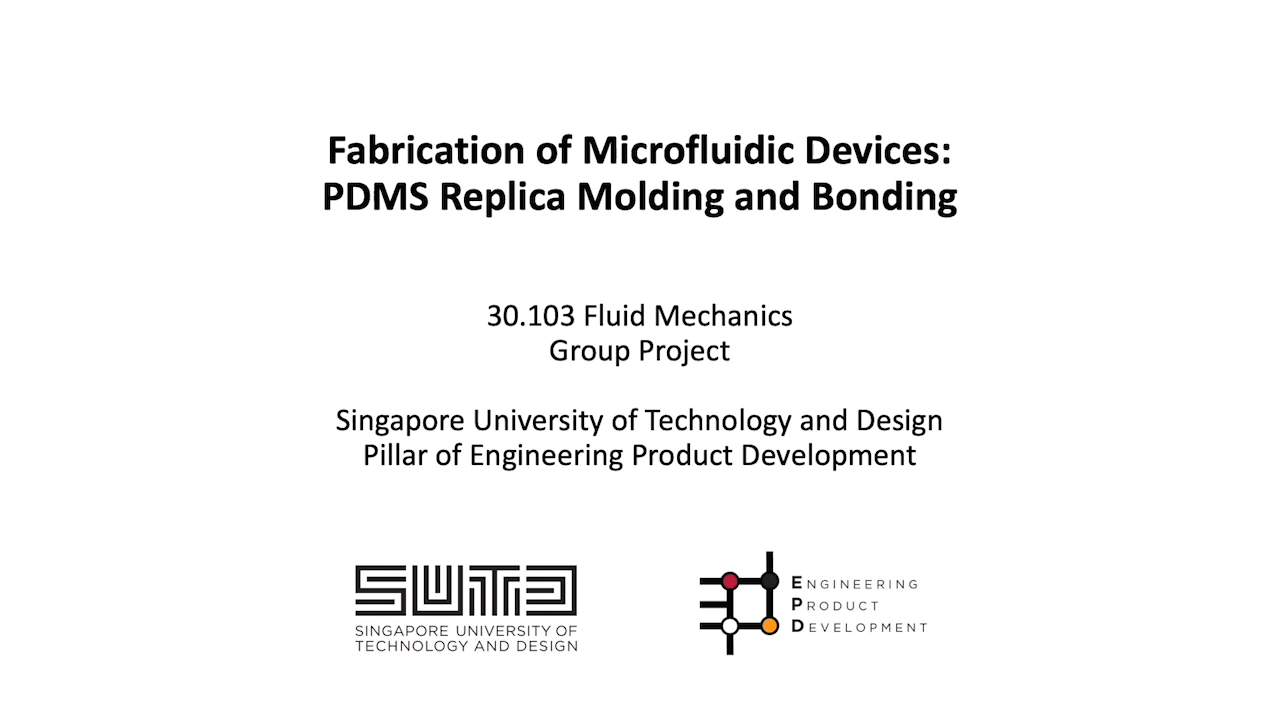 Fabrication of Microfluidic Devices:
PDMS Replica Molding and Bonding
30.103 Fluid Mechanics
Group Project
Singapore University of Technology and Design
Pillar of Engineering Product Development
SUTD
SINGAPORE UNIVERSITY OF
TECHNOLOGY AND DESIGN
ENGINEERING
PRODUCT
DEVELOPMENT